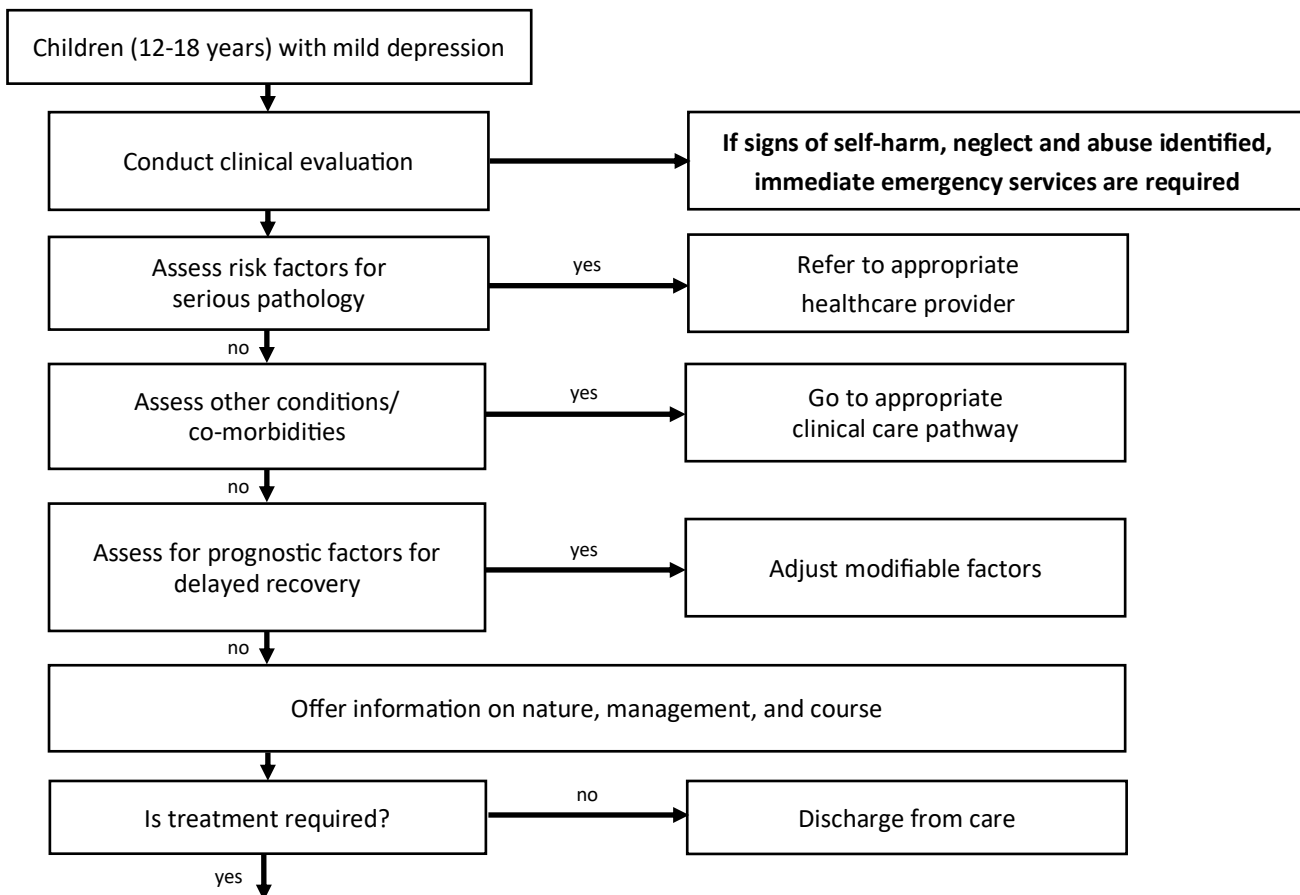 Children (12-18 years) with mild depression
Conduct clinical evaluation
If signs of self-harm, neglect and abuse identified,
immediate emergency services are required
Assess risk factors for
serious pathology
yes
Refer to appropriate
healthcare provider
no
Assess other conditions/
co-morbidities
yes
Go to appropriate
clinical care pathway
no
Assess for prognostic factors for
delayed recovery
yes
Adjust modifiable factors
no
Offer information on nature, management, and course
Is treatment required?
no
Discharge from care
yes